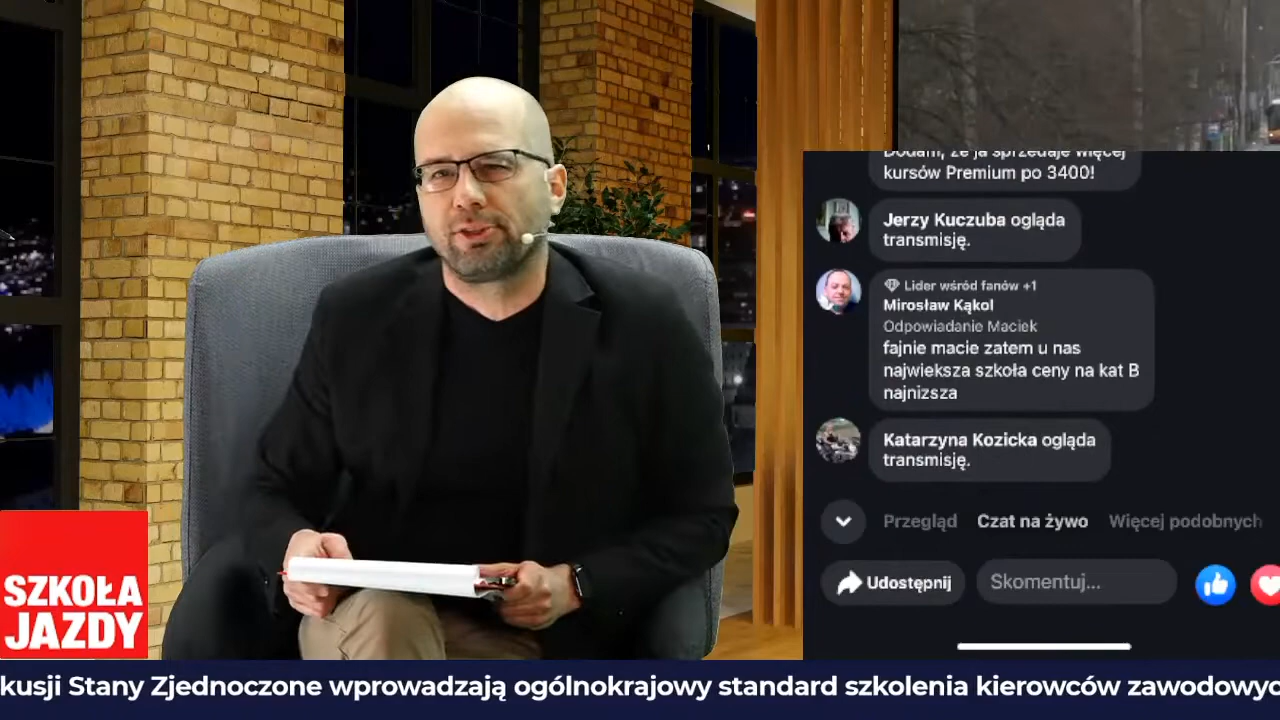 Dodam, że ja sprzedaje więcej
kursów Premium po 3400!
Jerzy Kuczuba ogląda
transmisję.
Lider wśród fanów +1
Mirosław Kąkol
Odpowiadanie Maciek
fajnie macie zatem u nas
najwieksza szkoła ceny na kat B
najnizsza
Katarzyna Kozicka ogląda
transmisję.
Przegląd Czat na żywo Więcej podobnych
Udostępnij Skomentuj...
SZKOŁA
JAZDY
kusji Stany Zjednoczone wprowadzają ogólnokrajowy standard szkolenia kierowców zawodowyc